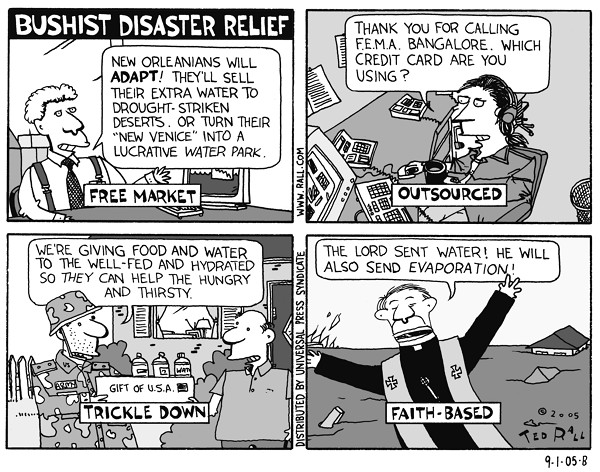 BUSHIST DISASTER RELIEF
NEW ORLEANIANS WILL
ADAPT! THEY'LL SELL
THEIR EXTRA WATER TO
DROUGHT-STRIKEN
DESERTS. OR TURN THEIR
"NEW VENICE" INTO A
LUCRATIVE WATER PARK.
FREE MARKET
THANK YOU FOR CALLING
F.E.M.A. BANGALORE. WHICH
CREDIT CARD ARE YOU
USING?
OUTSOURCED
WWW.RALL.COM
WE'RE GIVING FOOD AND WATER
TO THE WELL-FED AND HYDRATED
SO THEY CAN HELP THE HUNGRY
AND THIRSTY.
ARMY
WATER
GIFT OF U.S.A.
TRICKLE DOWN
DISTRIBUTED BY UNIVERSAL PRESS SYNDICATE
THE LORD SENT WATER! HE WILL
ALSO SEND EVAPORATION!
FAITH-BASED
© 2005
TED RALL
9-1-05-8